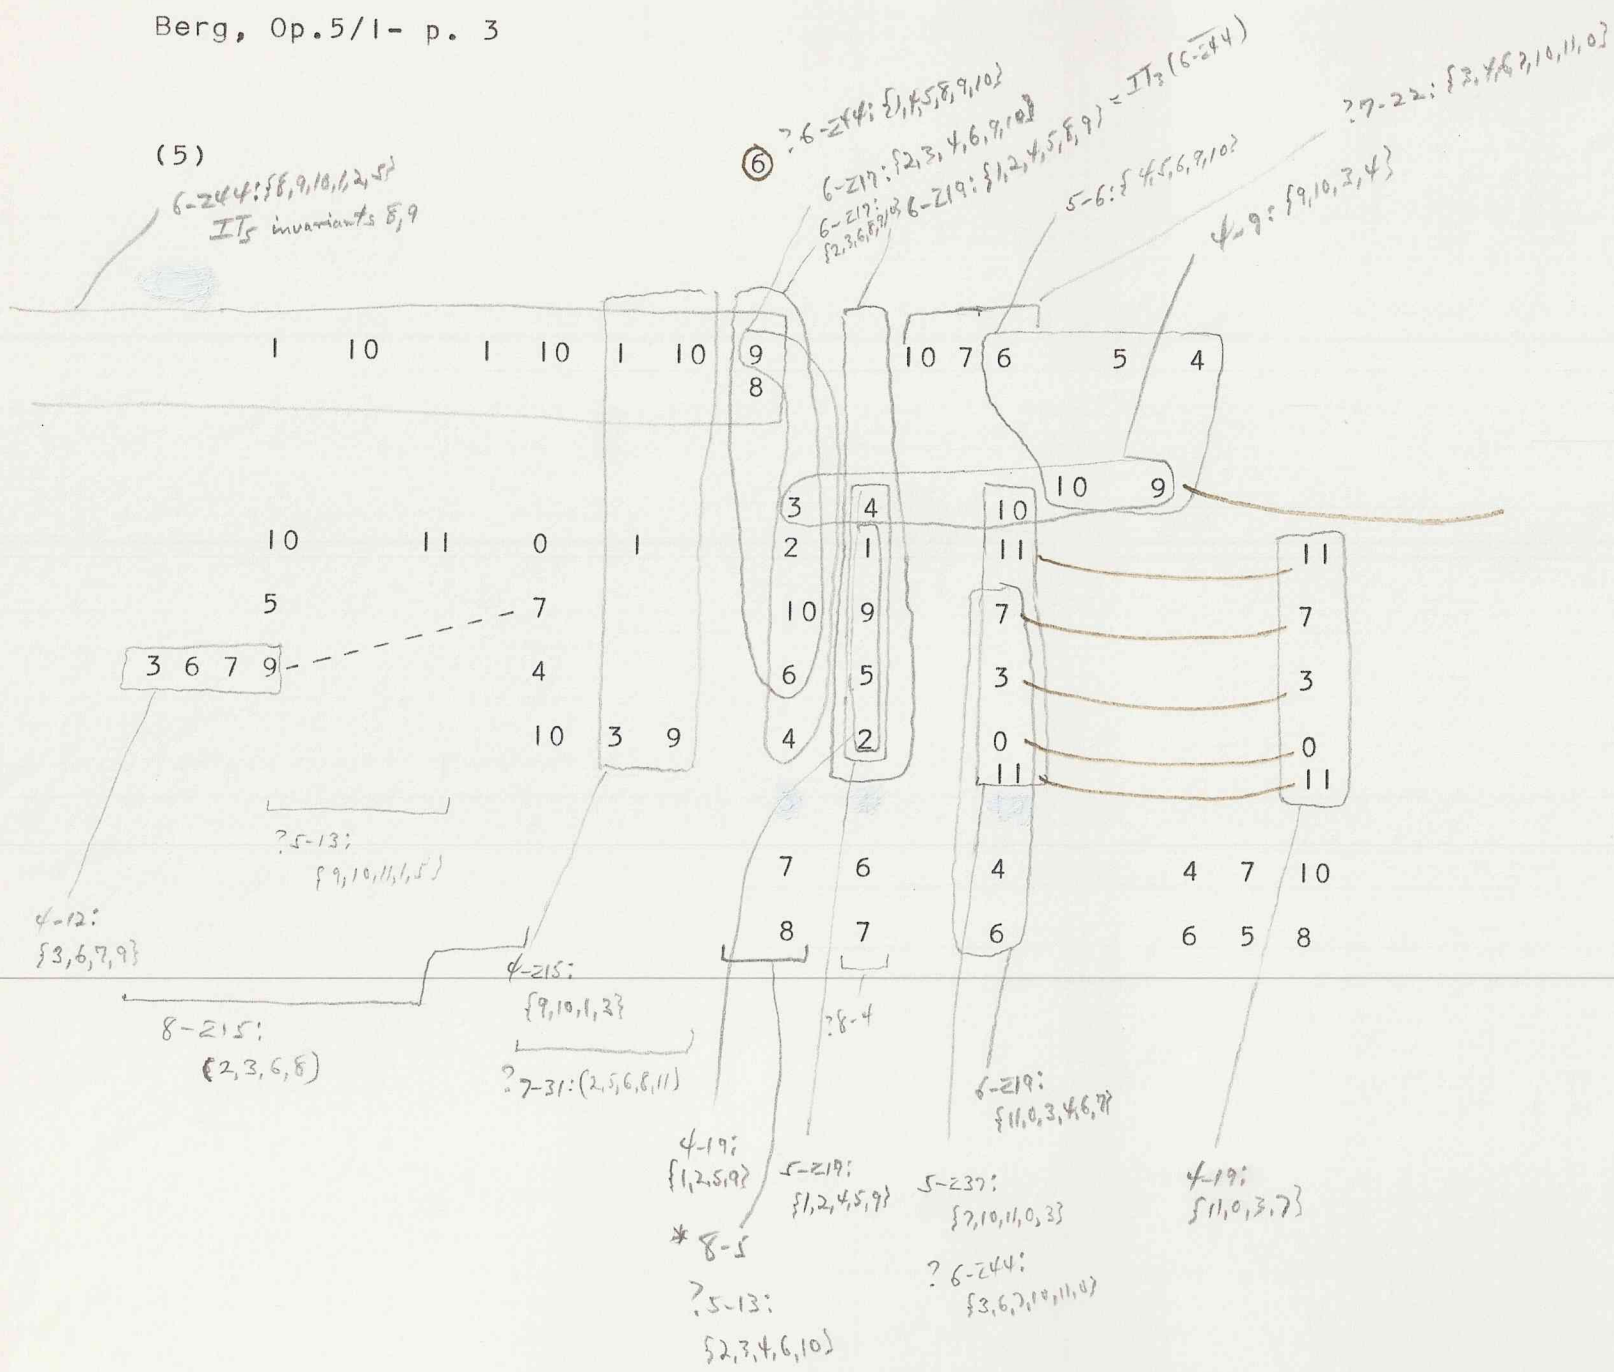 Berg, Op.5/1- p. 3
(5)
6-Z44:{8,9,10,1,2,5}
IT5 invariants 8,9
⑥
?6-Z44:{1,4,5,8,9,10}
6-Z17:{2,3,4,6,9,10}
6-Z17:
{2,3,6,8,9,10}
6-Z19:{1,2,4,5,8,9} = IT3(6-Z44)
5-6:{4,5,6,9,10}
?7-22:{3,4,6,7,10,11,0}
4-9:{9,10,3,4}
1 10 1 10 1 10 9 10 7 6 5 4
8
10 9
3 4 10
10 11 0 1 2 1 11 11
5 7 10 9 7 7
3 6 7 9 4 6 5 3 3
10 3 9 4 2 0 0
11 11
?5-13:
{9,10,11,1,5}
7 6 4 4 7 10
8 7 6 6 5 8
4-12:
{3,6,7,9}
4-Z15:
{9,10,1,3}
?8-4
8-Z15:
(2,3,6,8)
?7-31:(2,5,6,8,11)
6-Z19:
{11,0,3,4,6,7}
4-19:
{1,2,5,9}
5-Z17:
{1,2,4,5,9}
5-Z37:
{7,10,11,0,3}
4-19:
{11,0,3,7}
* 8-5
?5-13:
{2,3,4,6,10}
?6-Z44:
{3,6,7,10,11,0}